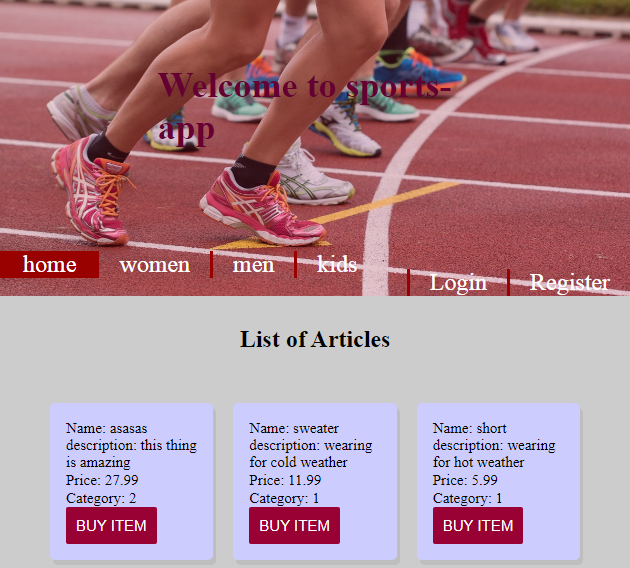 Welcome to sports-
app
home women men kids
Login Register
List of Articles
Name: asasas
description: this thing
is amazing
Price: 27.99
Category: 2
BUY ITEM
Name: sweater
description: wearing
for cold weather
Price: 11.99
Category: 1
BUY ITEM
Name: short
description: wearing
for hot weather
Price: 5.99
Category: 1
BUY ITEM